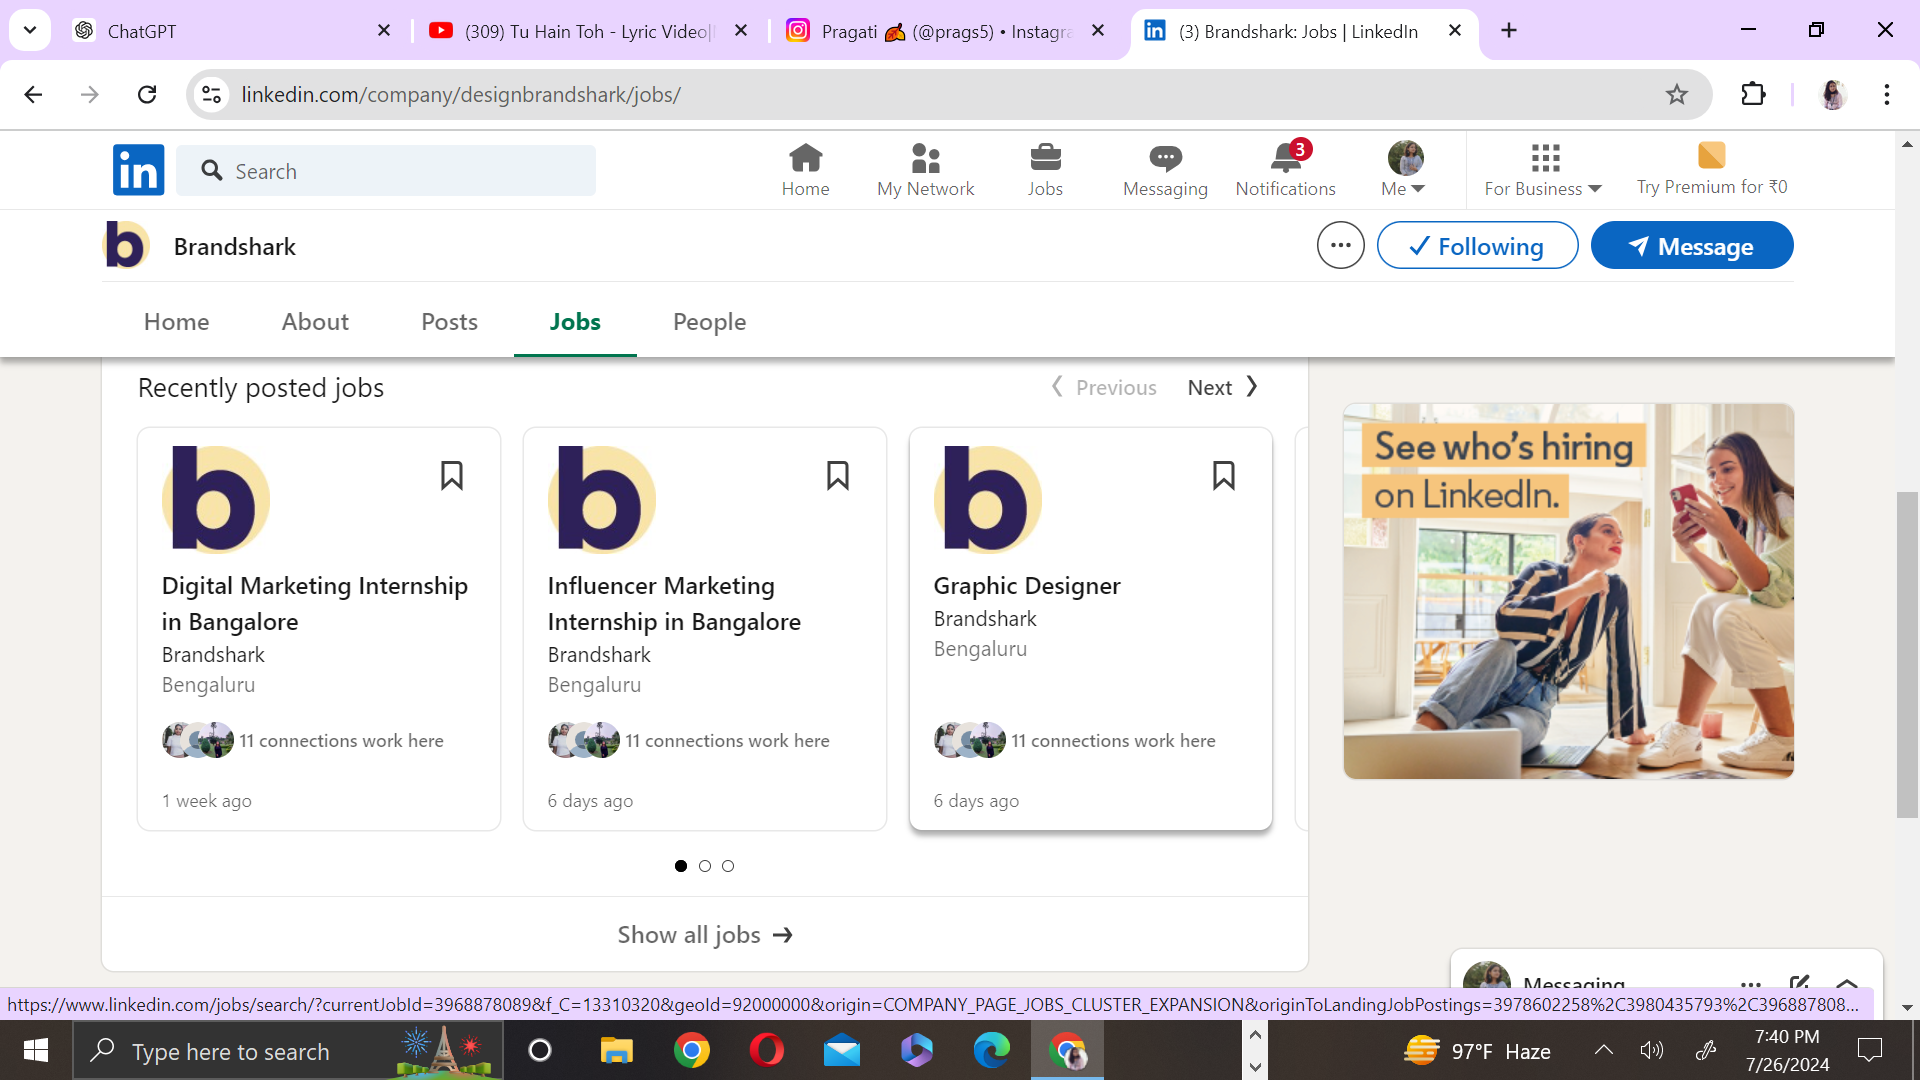 ChatGPT
(309) Tu Hain Toh - Lyric Video|
Pragati 🍂 (@prags5) • Instagra
(3) Brandshark: Jobs | LinkedIn
linkedin.com/company/designbrandshark/jobs/
in
Search
Home
My Network
Jobs
Messaging
3
Notifications
Me
For Business
Try Premium for ₹0
b
Brandshark
Following
Message
Home
About
Posts
Jobs
People
Recently posted jobs
Previous
Next
b
Digital Marketing Internship
in Bangalore
Brandshark
Bengaluru
11 connections work here
1 week ago
b
Influencer Marketing
Internship in Bangalore
Brandshark
Bengaluru
11 connections work here
6 days ago
b
Graphic Designer
Brandshark
Bengaluru
11 connections work here
6 days ago
See who's hiring
on LinkedIn.
Show all jobs →
Messaging
https://www.linkedin.com/jobs/search/?currentJobId=3968878089&f_C=13310320&geoId=92000000&origin=COMPANY_PAGE_JOBS_CLUSTER_EXPANSION&originToLandingJobPostings=3978602258%2C3980435793%2C396887808...
Type here to search
97°F Haze
7:40 PM
7/26/2024